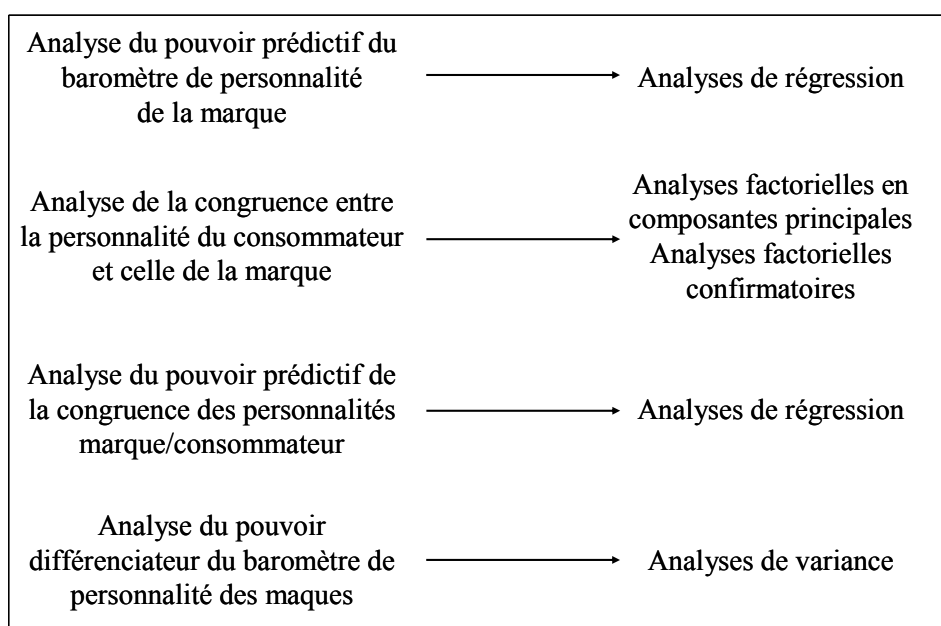 Analyse du pouvoir prédictif du
baromètre de personnalité
de la marque
Analyses de régression
Analyse de la congruence entre
la personnalité du consommateur
et celle de la marque
Analyses factorielles en
composantes principales
Analyses factorielles
confirmatoires
Analyse du pouvoir prédictif de
la congruence des personnalités
marque/consommateur
Analyses de régression
Analyse du pouvoir
différenciateur du baromètre de
personnalité des maques
Analyses de variance